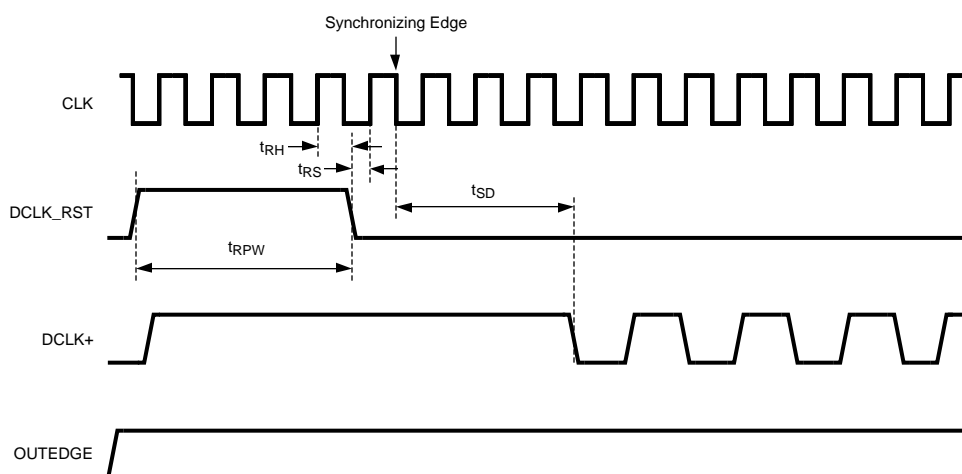 Synchronizing Edge
CLK
tRH
tRS
DCLK_RST
tSD
tRPW
DCLK+
OUTEDGE